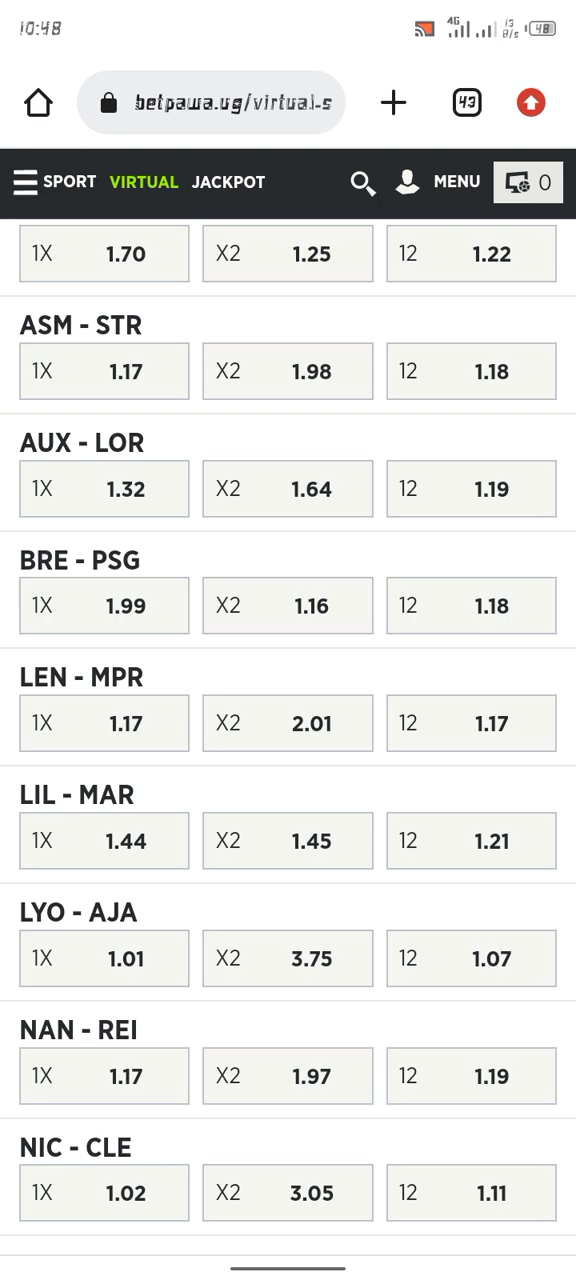 10:48 4G 13 B/s 48
betpawa.ug/virtual-s 43
SPORT VIRTUAL JACKPOT MENU 0
1X 1.70 X2 1.25 12 1.22
ASM - STR
1X 1.17 X2 1.98 12 1.18
AUX - LOR
1X 1.32 X2 1.64 12 1.19
BRE - PSG
1X 1.99 X2 1.16 12 1.18
LEN - MPR
1X 1.17 X2 2.01 12 1.17
LIL - MAR
1X 1.44 X2 1.45 12 1.21
LYO - AJA
1X 1.01 X2 3.75 12 1.07
NAN - REI
1X 1.17 X2 1.97 12 1.19
NIC - CLE
1X 1.02 X2 3.05 12 1.11